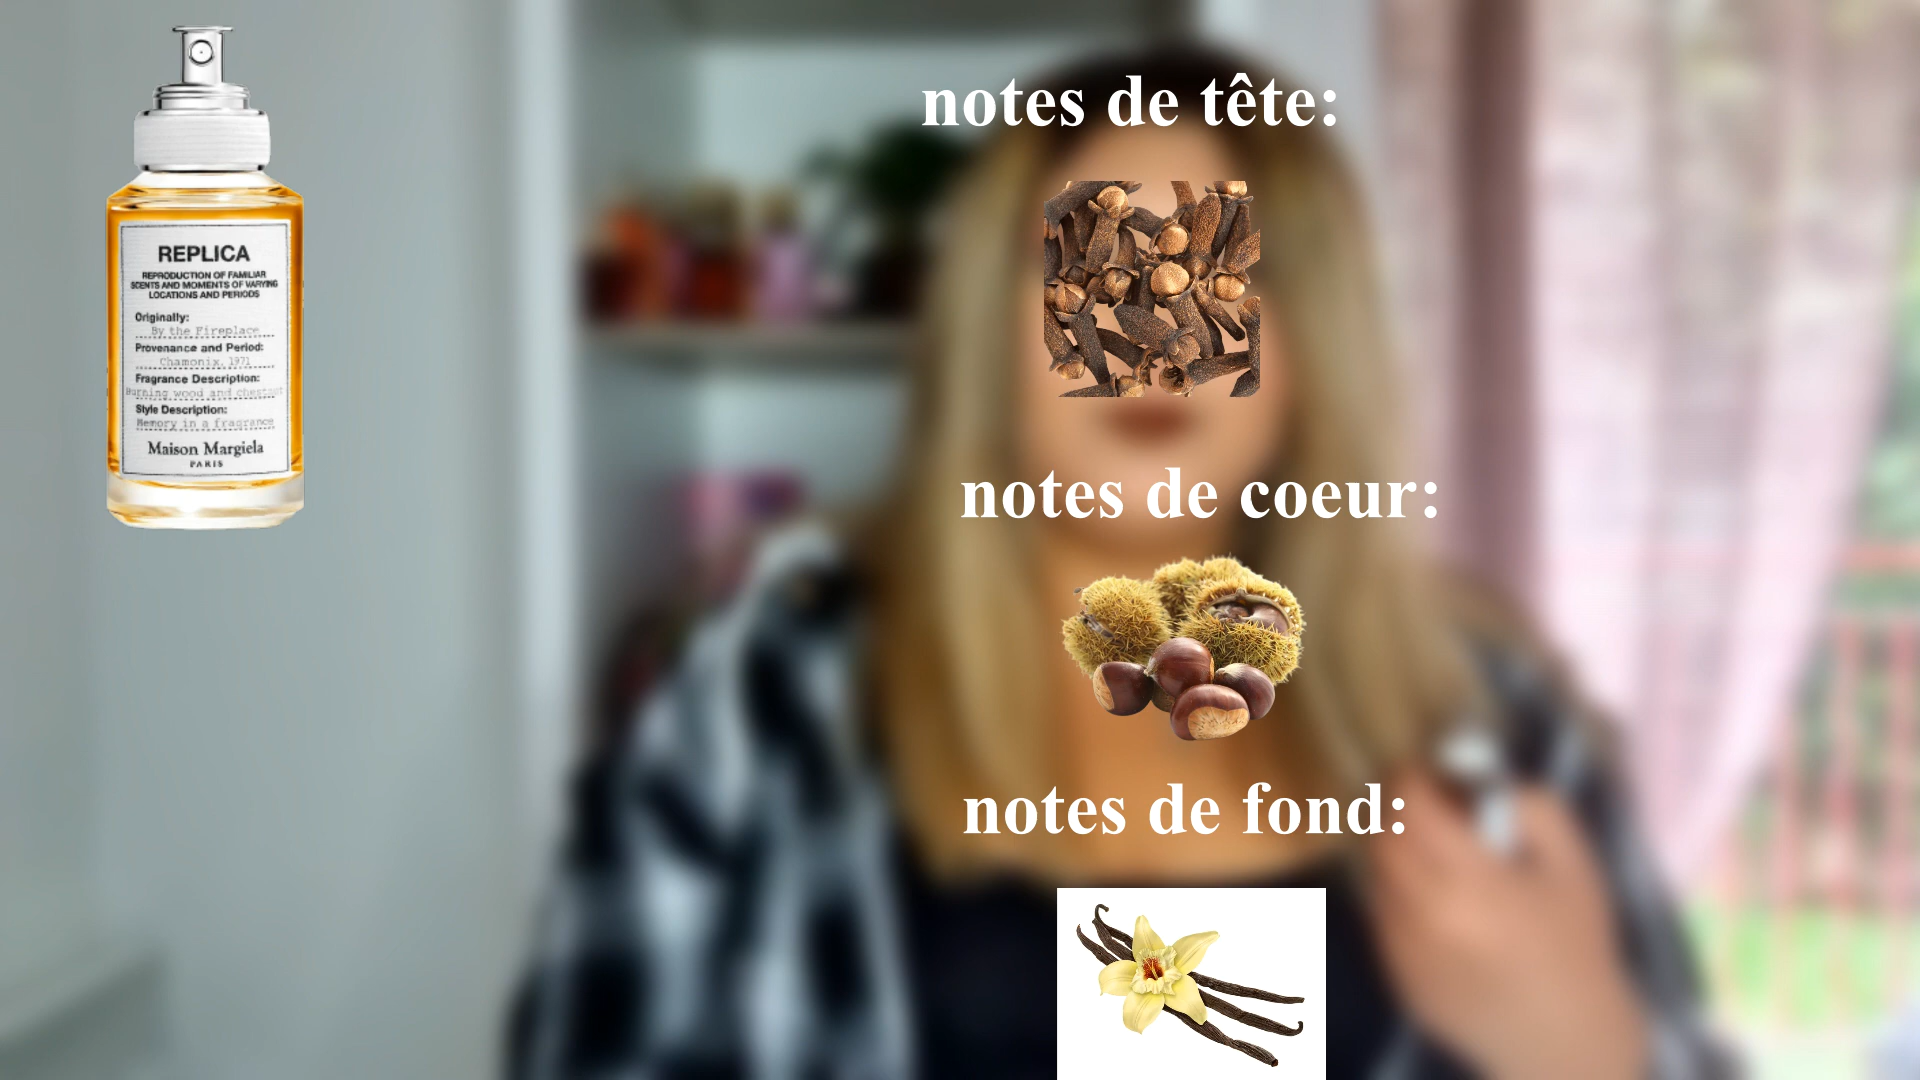 REPLICA
REPRODUCTION OF FAMILIAR
SCENTS AND MOMENTS OF VARYING
LOCATIONS AND PERIODS
Originally:
By the Fireplace
Provenance and Period:
Chamonix, 1971
Fragrance Description:
Burning wood and chestnut
Style Description:
Memory in a fragrance
Maison Margiela
PARIS
notes de tête:
notes de coeur:
notes de fond: